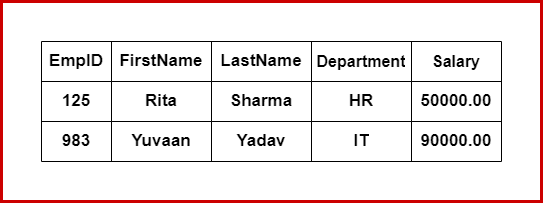 EmpID FirstName LastName Department Salary
125 Rita Sharma HR 50000.00
983 Yuvaan Yadav IT 90000.00